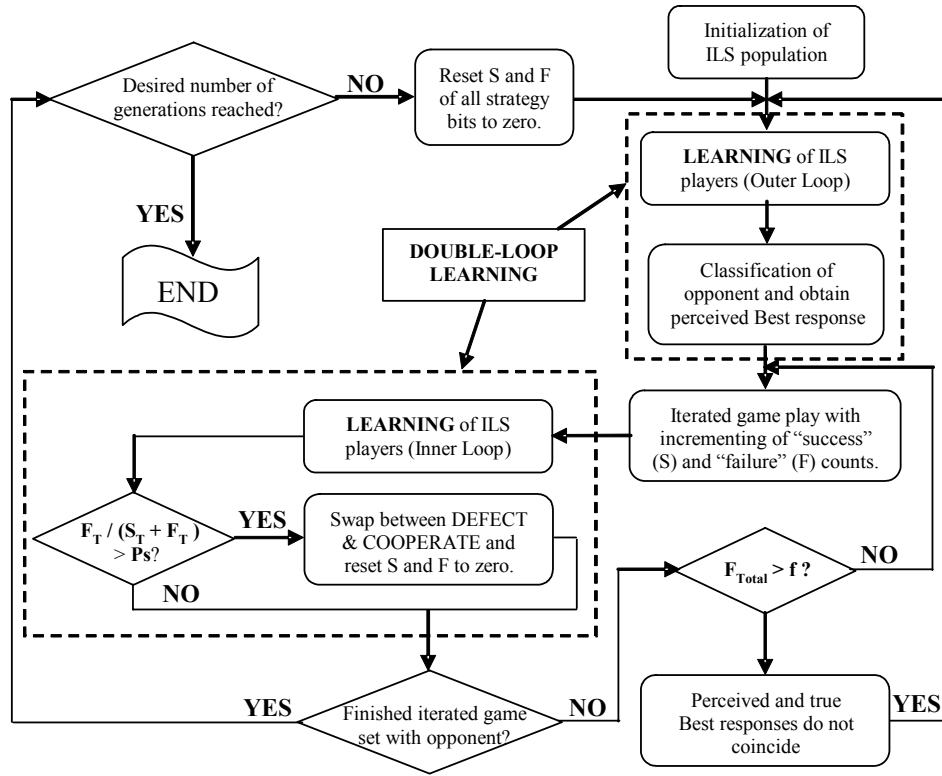 Initialization of
ILS population
Desired number of
generations reached?
NO
Reset S and F
of all strategy
bits to zero.
LEARNING of ILS
players (Outer Loop)
YES
END
DOUBLE-LOOP
LEARNING
Classification of
opponent and obtain
perceived Best response
LEARNING of ILS
players (Inner Loop)
Iterated game play with
incrementing of “success”
(S) and “failure” (F) counts.
F_T / (S_T + F_T )
> Ps?
YES
Swap between DEFECT
& COOPERATE and
reset S and F to zero.
NO
F_Total > f ?
NO
YES
Finished iterated game
set with opponent?
NO
Perceived and true
Best responses do not
coincide
YES